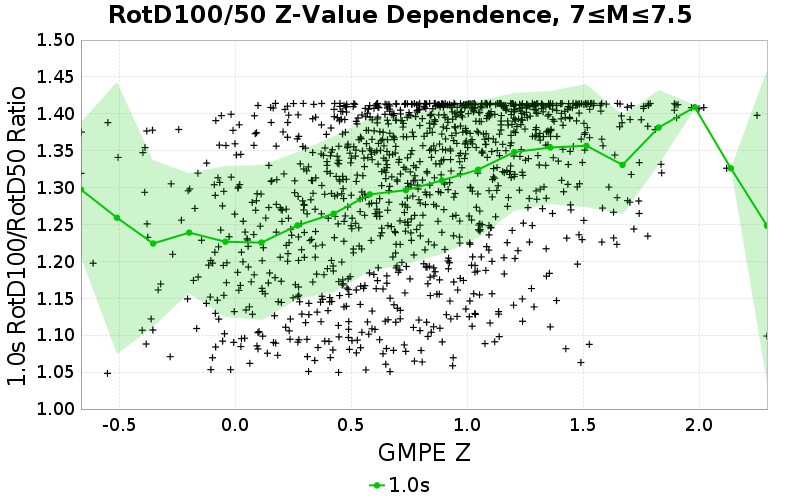 RotD100/50 Z-Value Dependence, 7≤M≤7.5
1.0s RotD100/RotD50 Ratio
1.50
1.45
1.40
1.35
1.30
1.25
1.20
1.15
1.10
1.05
1.00
-0.5 0.0 0.5 1.0 1.5 2.0
GMPE Z
1.0s